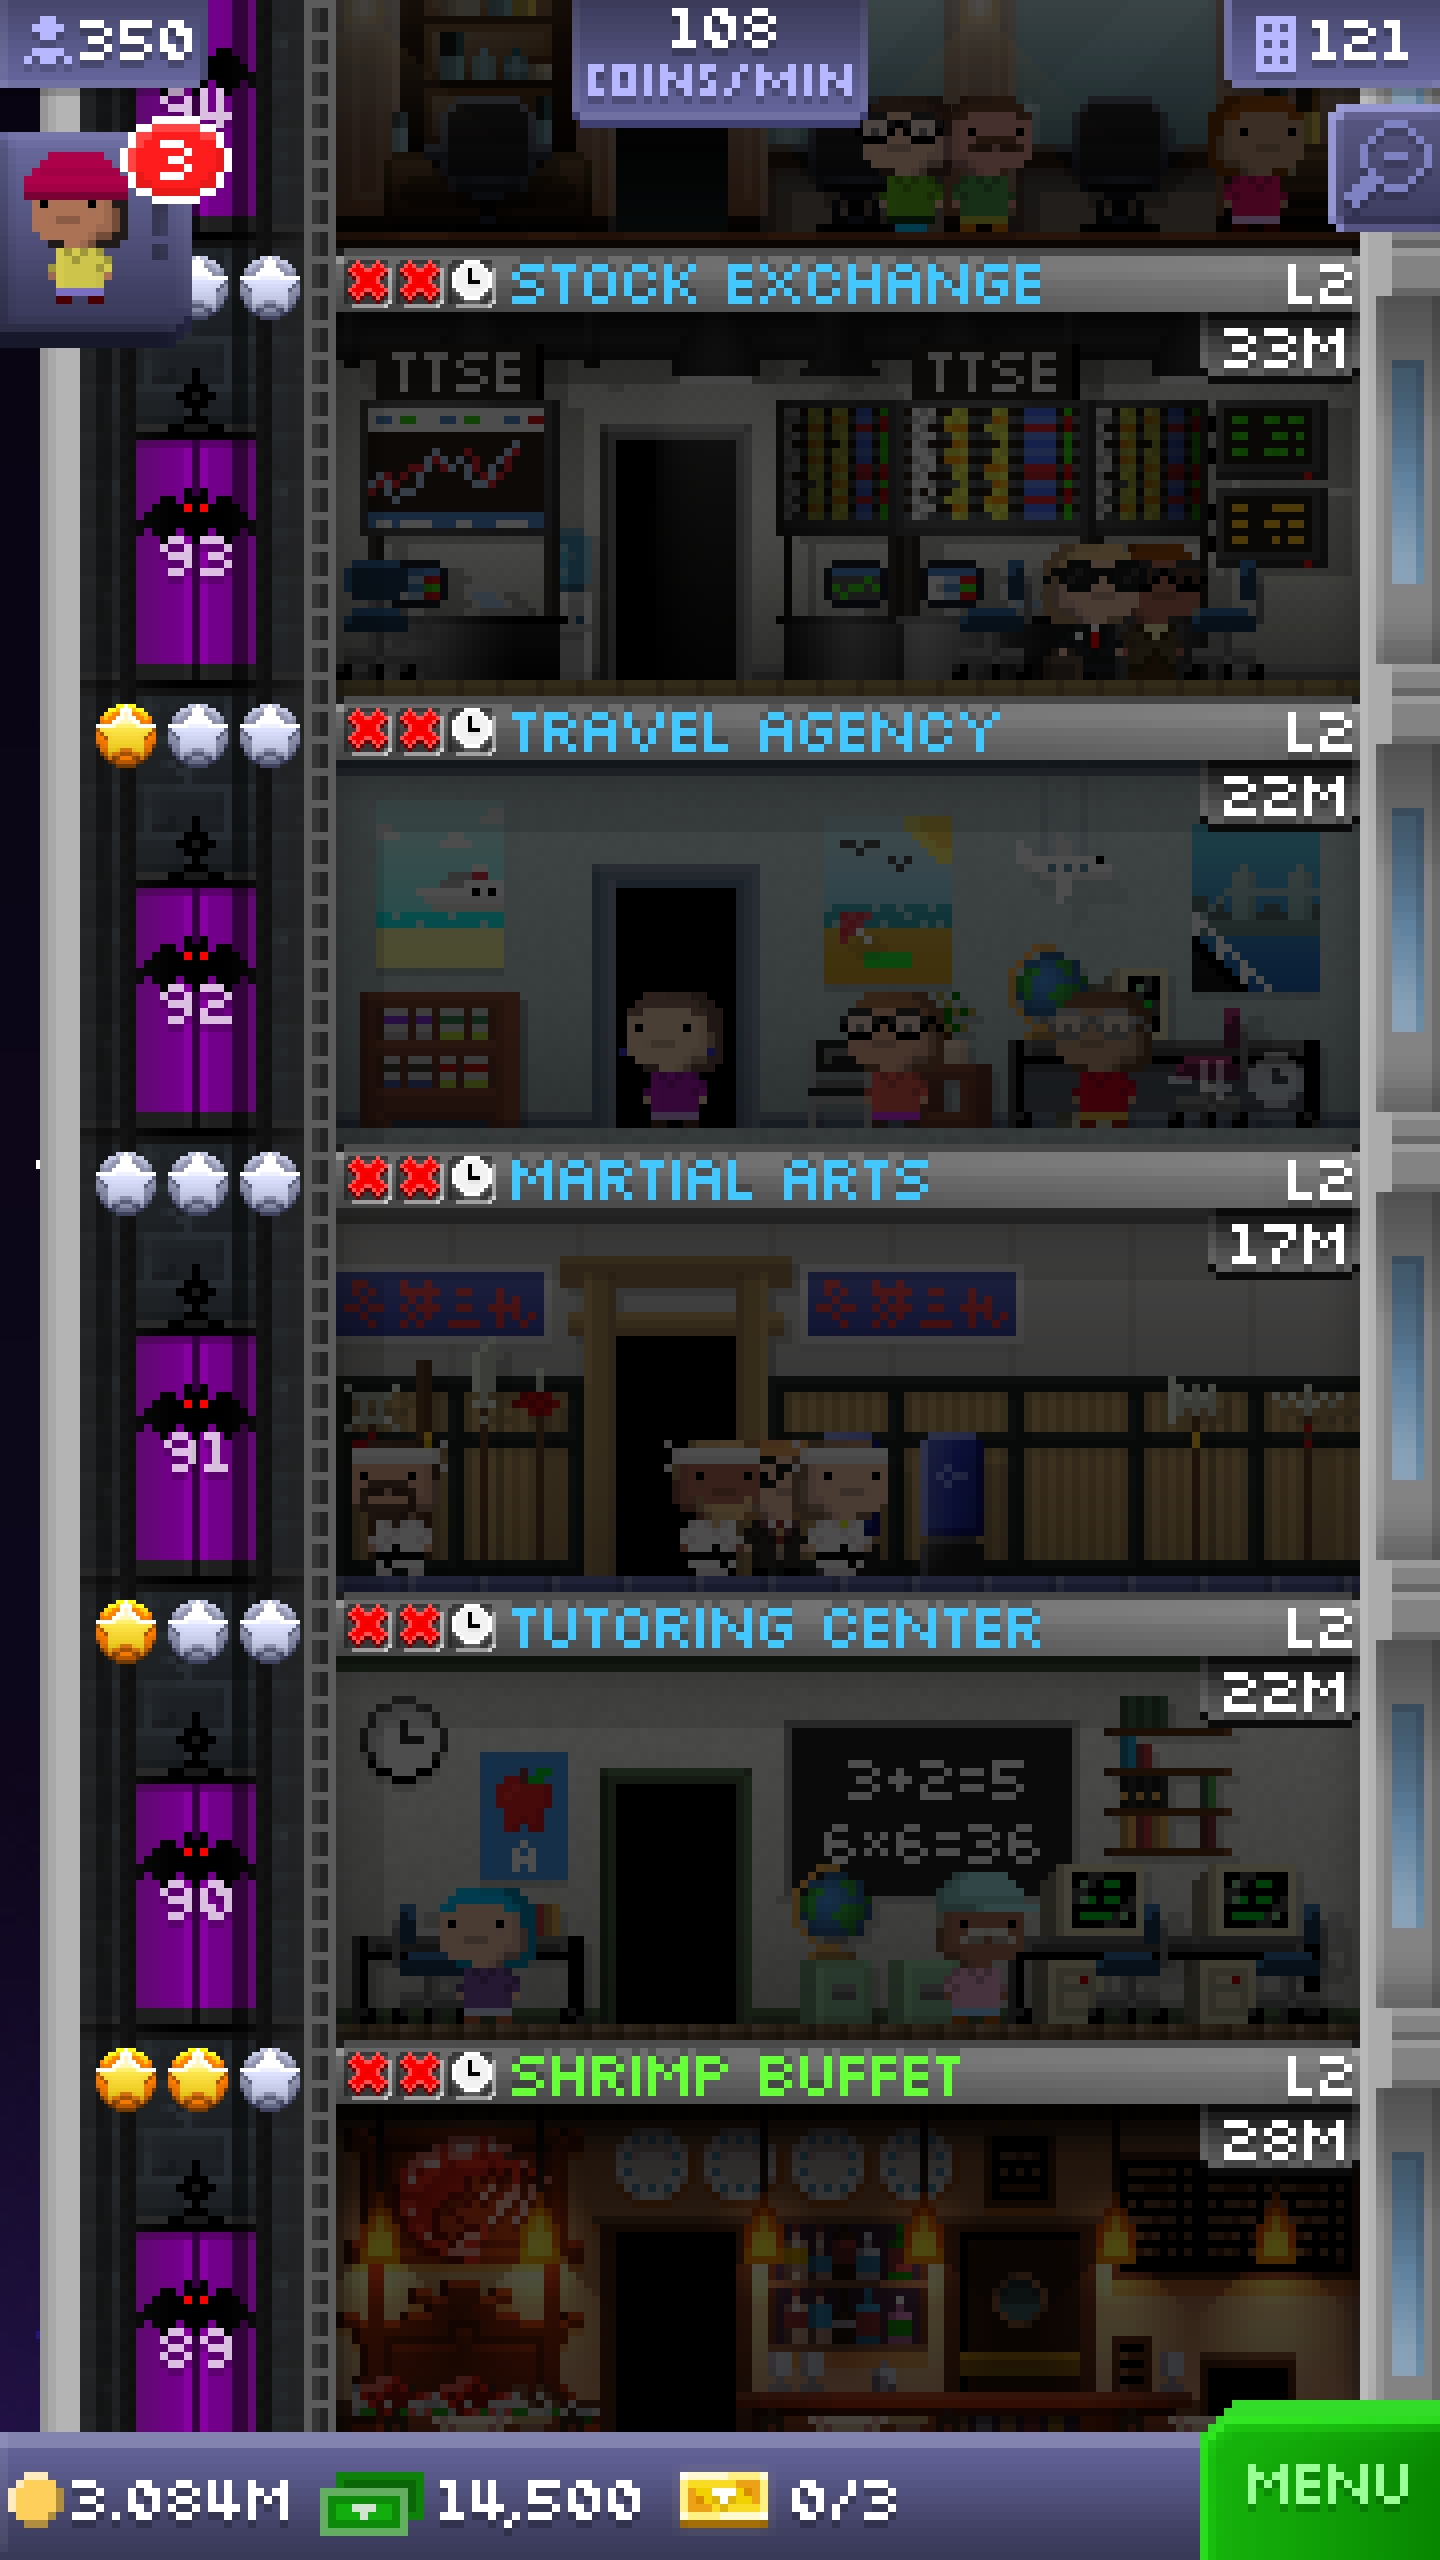 350
108
COINS/MIN
121
94
3
STOCK EXCHANGE L2
33M
TTSE TTSE
93
TRAVEL AGENCY L2
22M
92
MARTIAL ARTS L2
17M
91
TUTORING CENTER L2
22M
3+2=5
6×6=36
A
90
SHRIMP BUFFET L2
28M
89
3.084M 14,500 0/3 MENU